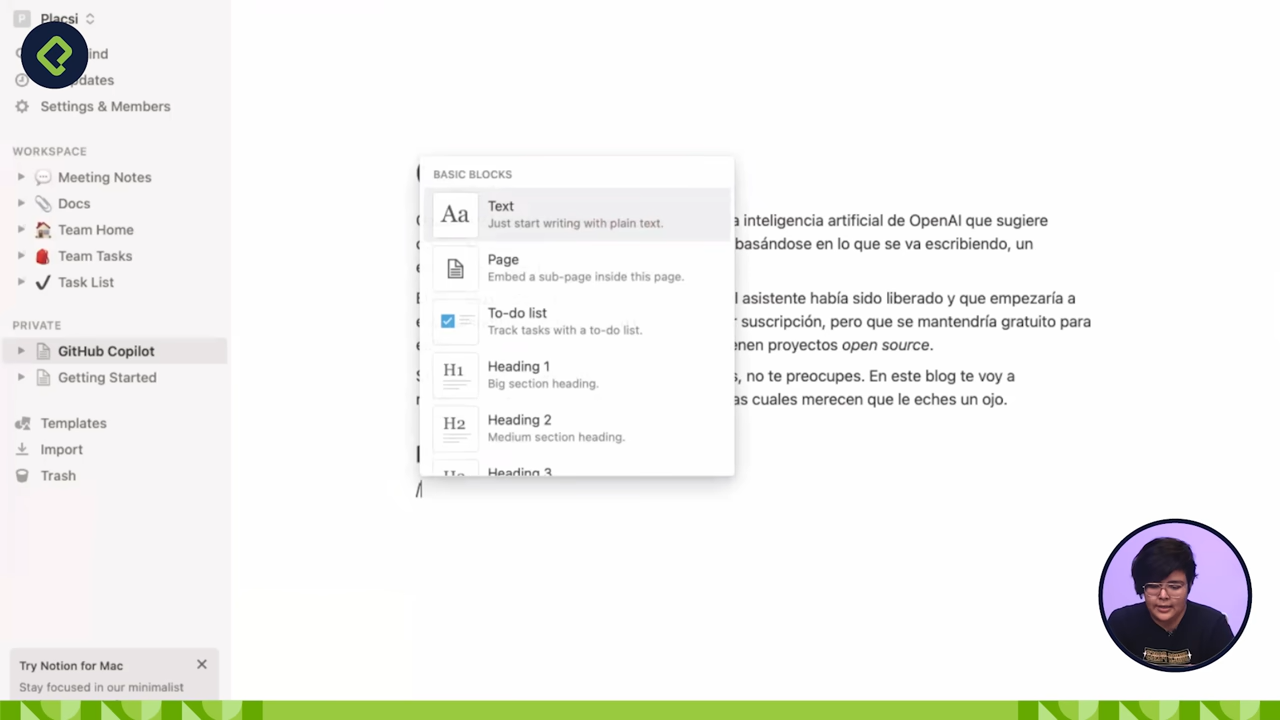 P Placsi
ind
dates
Settings & Members
WORKSPACE
Meeting Notes
Docs
Team Home
Team Tasks
Task List
PRIVATE
GitHub Copilot
Getting Started
Templates
Import
Trash
Try Notion for Mac
Stay focused in our minimalist
BASIC BLOCKS
Aa Text
Just start writing with plain text.
Page
Embed a sub-page inside this page.
To-do list
Track tasks with a to-do list.
H1 Heading 1
Big section heading.
H2 Heading 2
Medium section heading.
Heading 3
inteligencia artificial de OpenAI que sugiere
basándose en lo que se va escribiendo, un
asistente había sido liberado y que empezaría a
suscripción, pero que se mantendría gratuito para
proyectos open source.
no te preocupes. En este blog te voy a
cuales merecen que le eches un ojo.
/